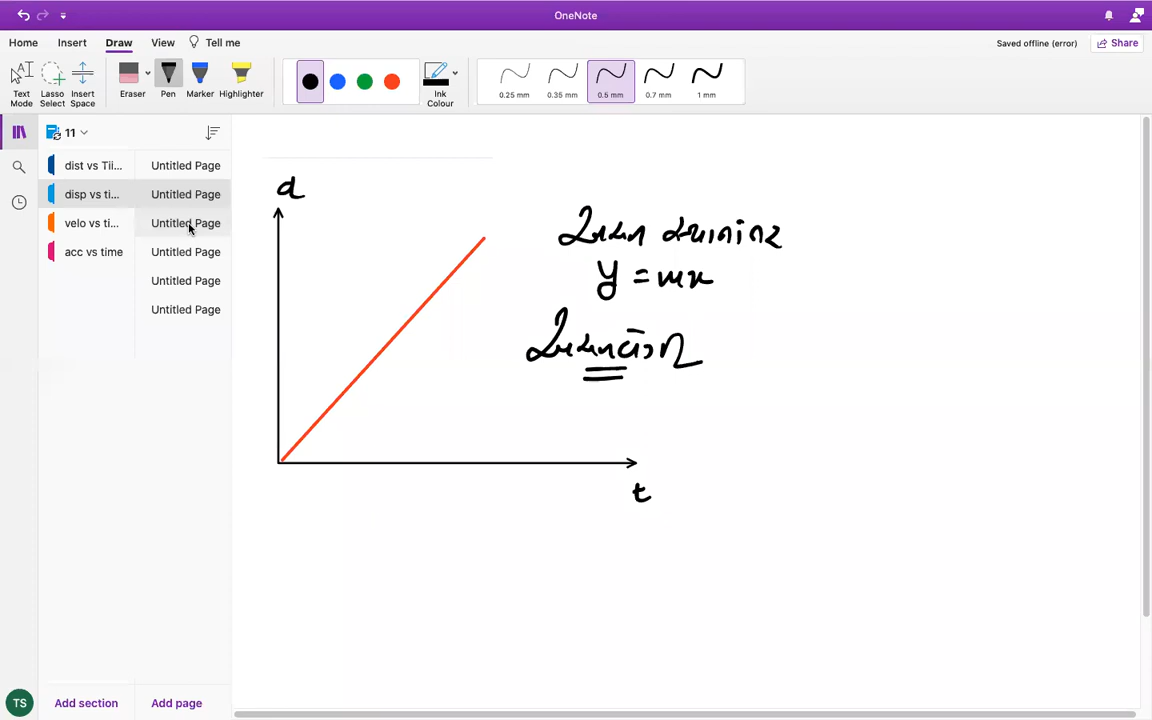 OneNote
Home Insert Draw View Tell me
Saved offline (error) Share
Text Mode
Lasso Select
Insert Space
Eraser
Pen
Marker
Highlighter
Ink Colour
0.25 mm
0.35 mm
0.5 mm
0.7 mm
1 mm
11
dist vs Tii...
disp vs ti...
velo vs ti...
acc vs time
Untitled Page
Untitled Page
Untitled Page
Untitled Page
Untitled Page
Untitled Page
d
y = mx
t
TS
Add section
Add page